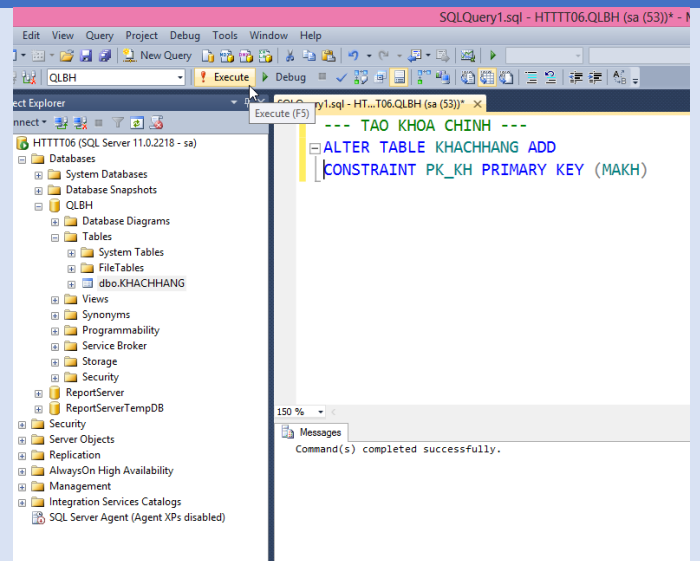 SQLQuery1.sql - HTTTT06.QLBH (sa (53))* - M
Edit View Query Project Debug Tools Window Help
New Query
QLBH Execute Debug
Execute (F5)
ect Explorer
nnect
HTTTT06 (SQL Server 11.0.2218 - sa)
Databases
System Databases
Database Snapshots
QLBH
Database Diagrams
Tables
System Tables
FileTables
dbo.KHACHHANG
Views
Synonyms
Programmability
Service Broker
Storage
Security
ReportServer
ReportServerTempDB
Security
Server Objects
Replication
AlwaysOn High Availability
Management
Integration Services Catalogs
SQL Server Agent (Agent XPs disabled)
ry1.sql - HT...T06.QLBH (sa (53))*
--- TAO KHOA CHINH ---
ALTER TABLE KHACHHANG ADD
CONSTRAINT PK_KH PRIMARY KEY (MAKH)
150 %
Messages
Command(s) completed successfully.